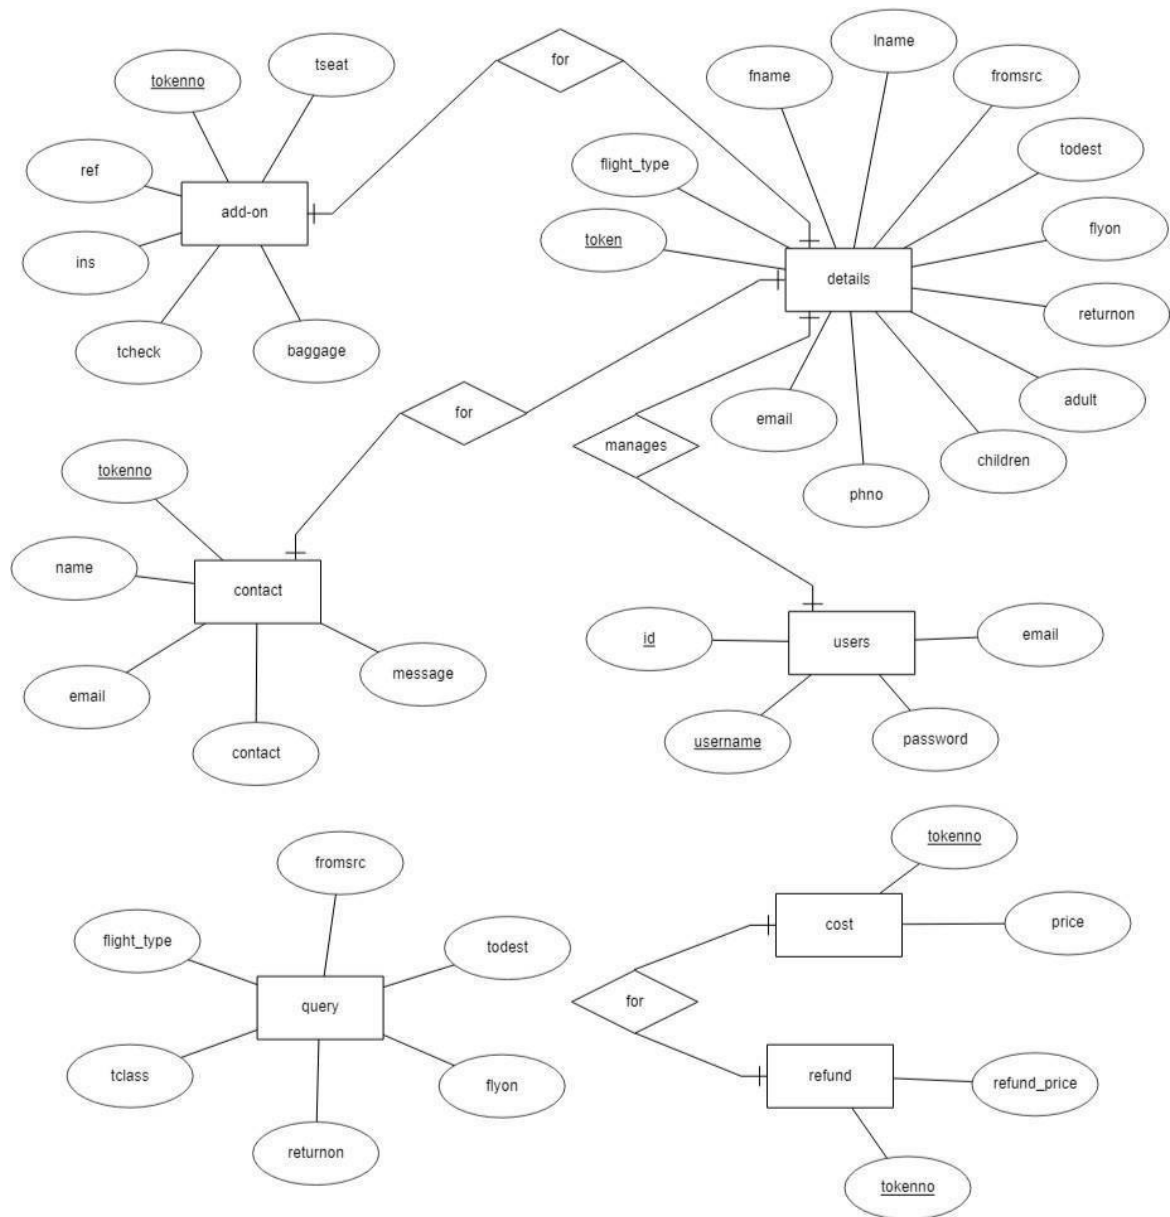 for
lname
tseat
fname
fromsrc
tokenno
todest
flight_type
ref
add-on
flyon
token
ins
details
returnon
tcheck
baggage
adult
for
email
manages
children
tokenno
phno
name
contact
users
email
id
message
email
contact
username
password
tokenno
fromsrc
cost
price
flight_type
todest
query
for
tclass
refund
refund_price
flyon
returnon
tokenno